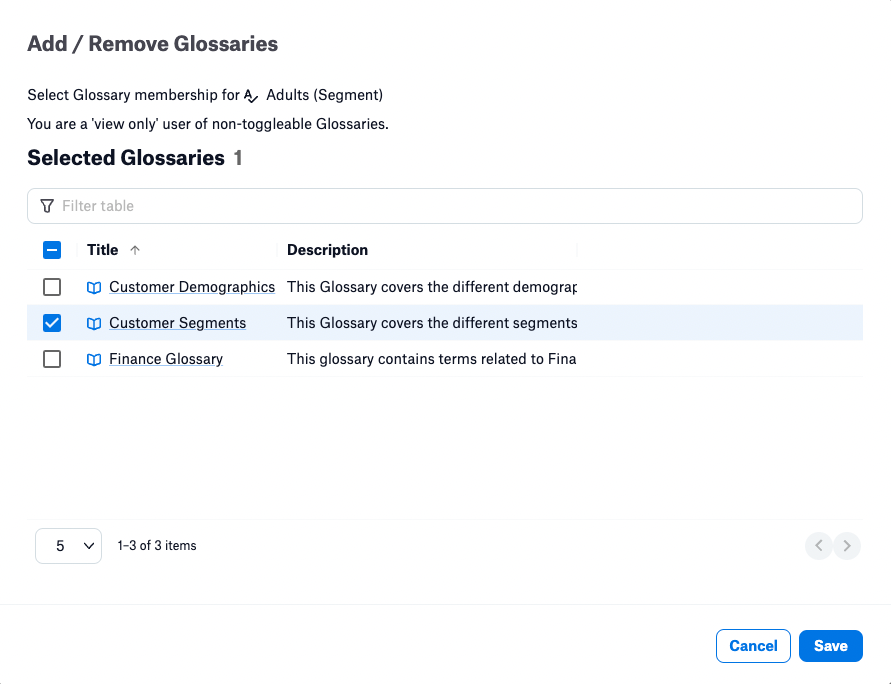 Add / Remove Glossaries
Select Glossary membership for Adults (Segment)
You are a 'view only' user of non-toggleable Glossaries.
Selected Glossaries 1
Filter table
Title Description
Customer Demographics This Glossary covers the different demograp
Customer Segments This Glossary covers the different segments
Finance Glossary This glossary contains terms related to Fina
5 1–3 of 3 items
Cancel Save